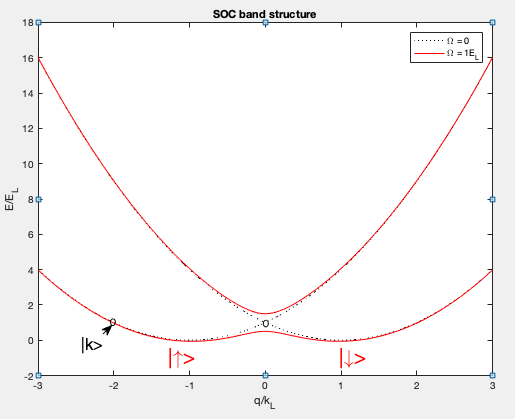 SOC band structure
Ω = 0
Ω = 1E_L
18
16
14
12
10
8
6
4
2
0
-2
E/E_L
|k>
|↑>
|↓>
-3 -2 -1 0 1 2 3
q/k_L